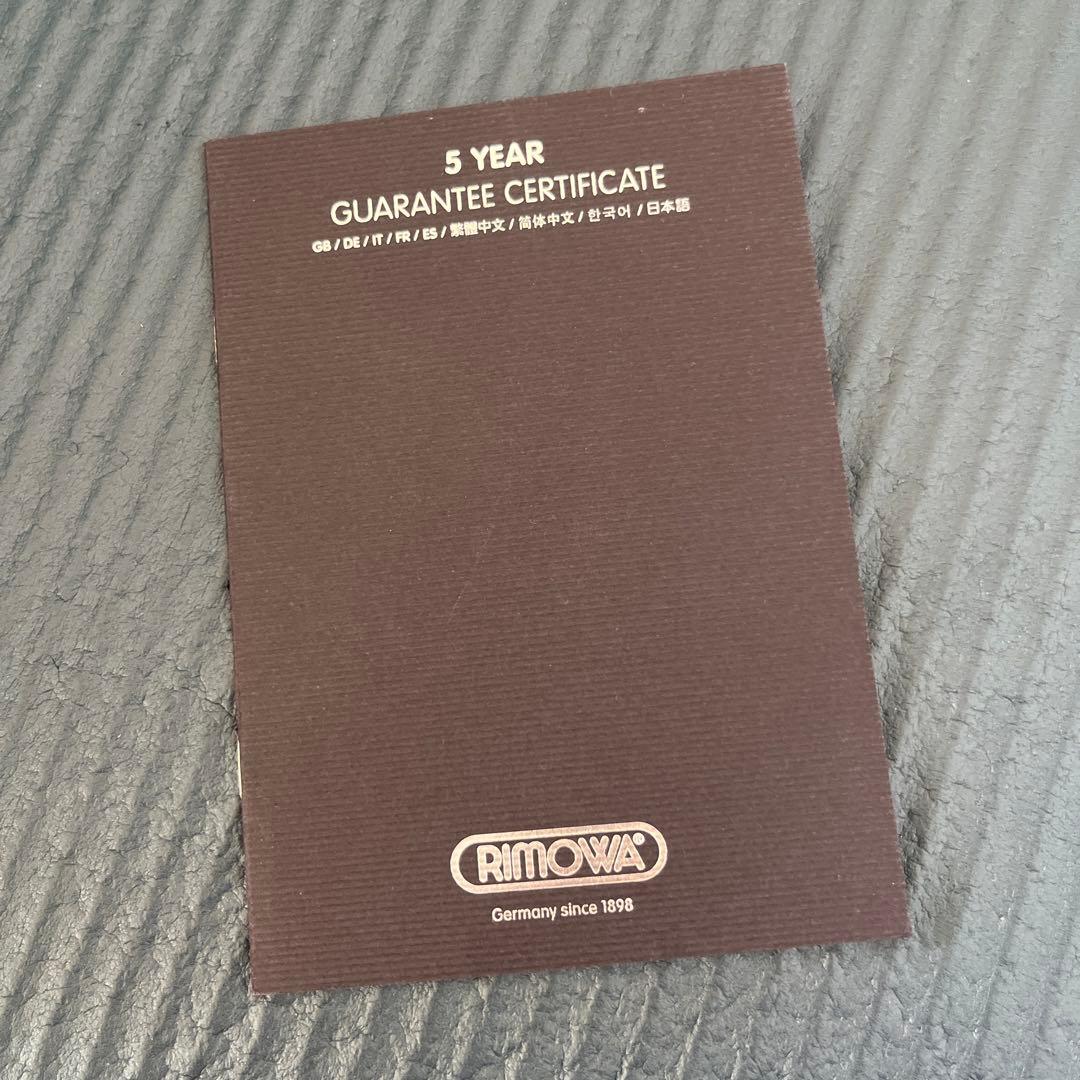 5 YEAR
GUARANTEE CERTIFICATE
GB / DE / IT / FR / ES / 繁體中文 / 简体中文 / 한국어 / 日本語
RIMOWA®
Germany since 1898